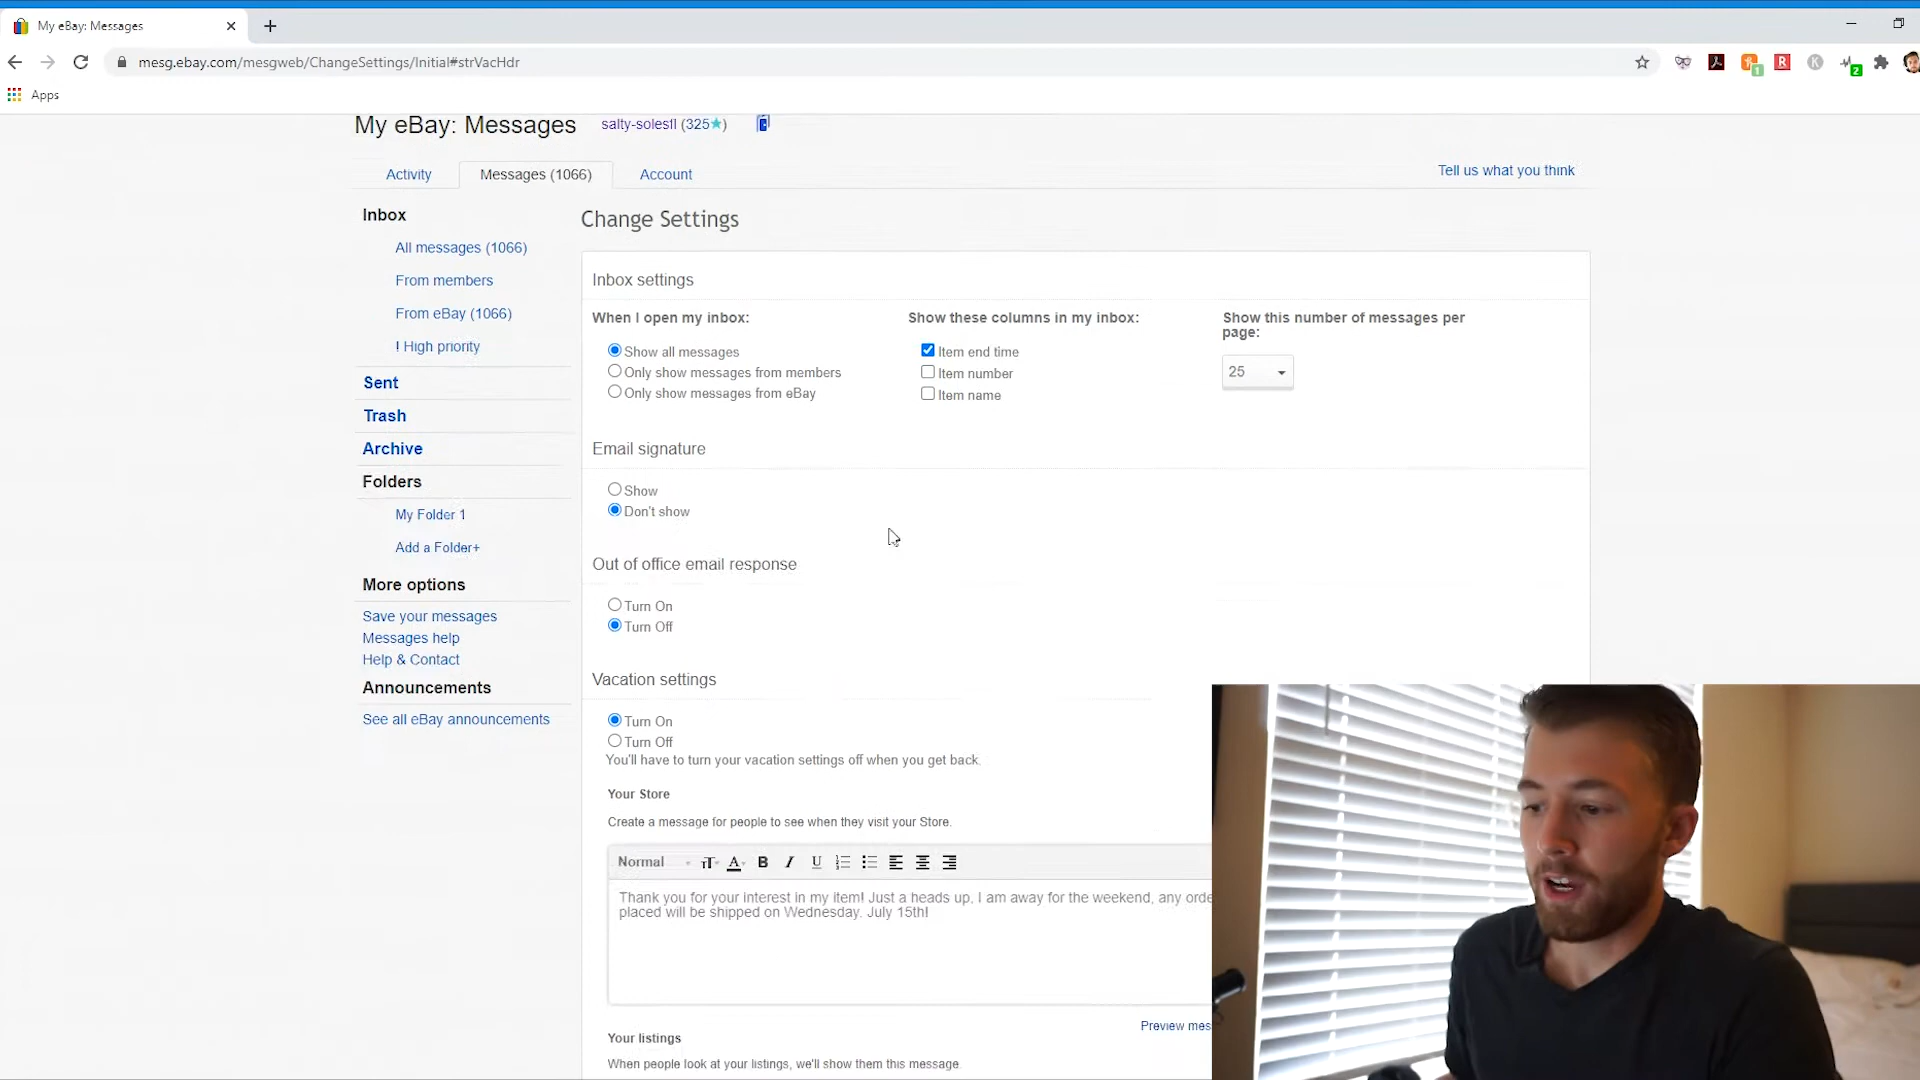 My eBay: Messages
mesg.ebay.com/mesgweb/ChangeSettings/Initial#strVacHdr
1
R
K
2
Apps
My eBay: Messages salty-soles11 (325)
Activity
Messages (1066)
Account
Tell us what you think
Inbox
All messages (1066)
From members
From eBay (1066)
! High priority
Sent
Trash
Archive
Folders
My Folder 1
Add a Folder+
More options
Save your messages
Messages help
Help & Contact
Announcements
See all eBay announcements
Change Settings
Inbox settings
When I open my inbox:
Show all messages
Only show messages from members
Only show messages from eBay
Show these columns in my inbox:
Item end time
Item number
Item name
Show this number of messages per
page:
25
Email signature
Show
Don't show
Out of office email response
Turn On
Turn Off
Vacation settings
Turn On
Turn Off
You'll have to turn your vacation settings off when you get back.
Your Store
Create a message for people to see when they visit your Store.
Normal TT A B I U
Thank you for your interest in my item! Just a heads up, I am away for the weekend, any orde
placed will be shipped on Wednesday. July 15th!
Preview mes
Your listings
When people look at your listings, we'll show them this message.